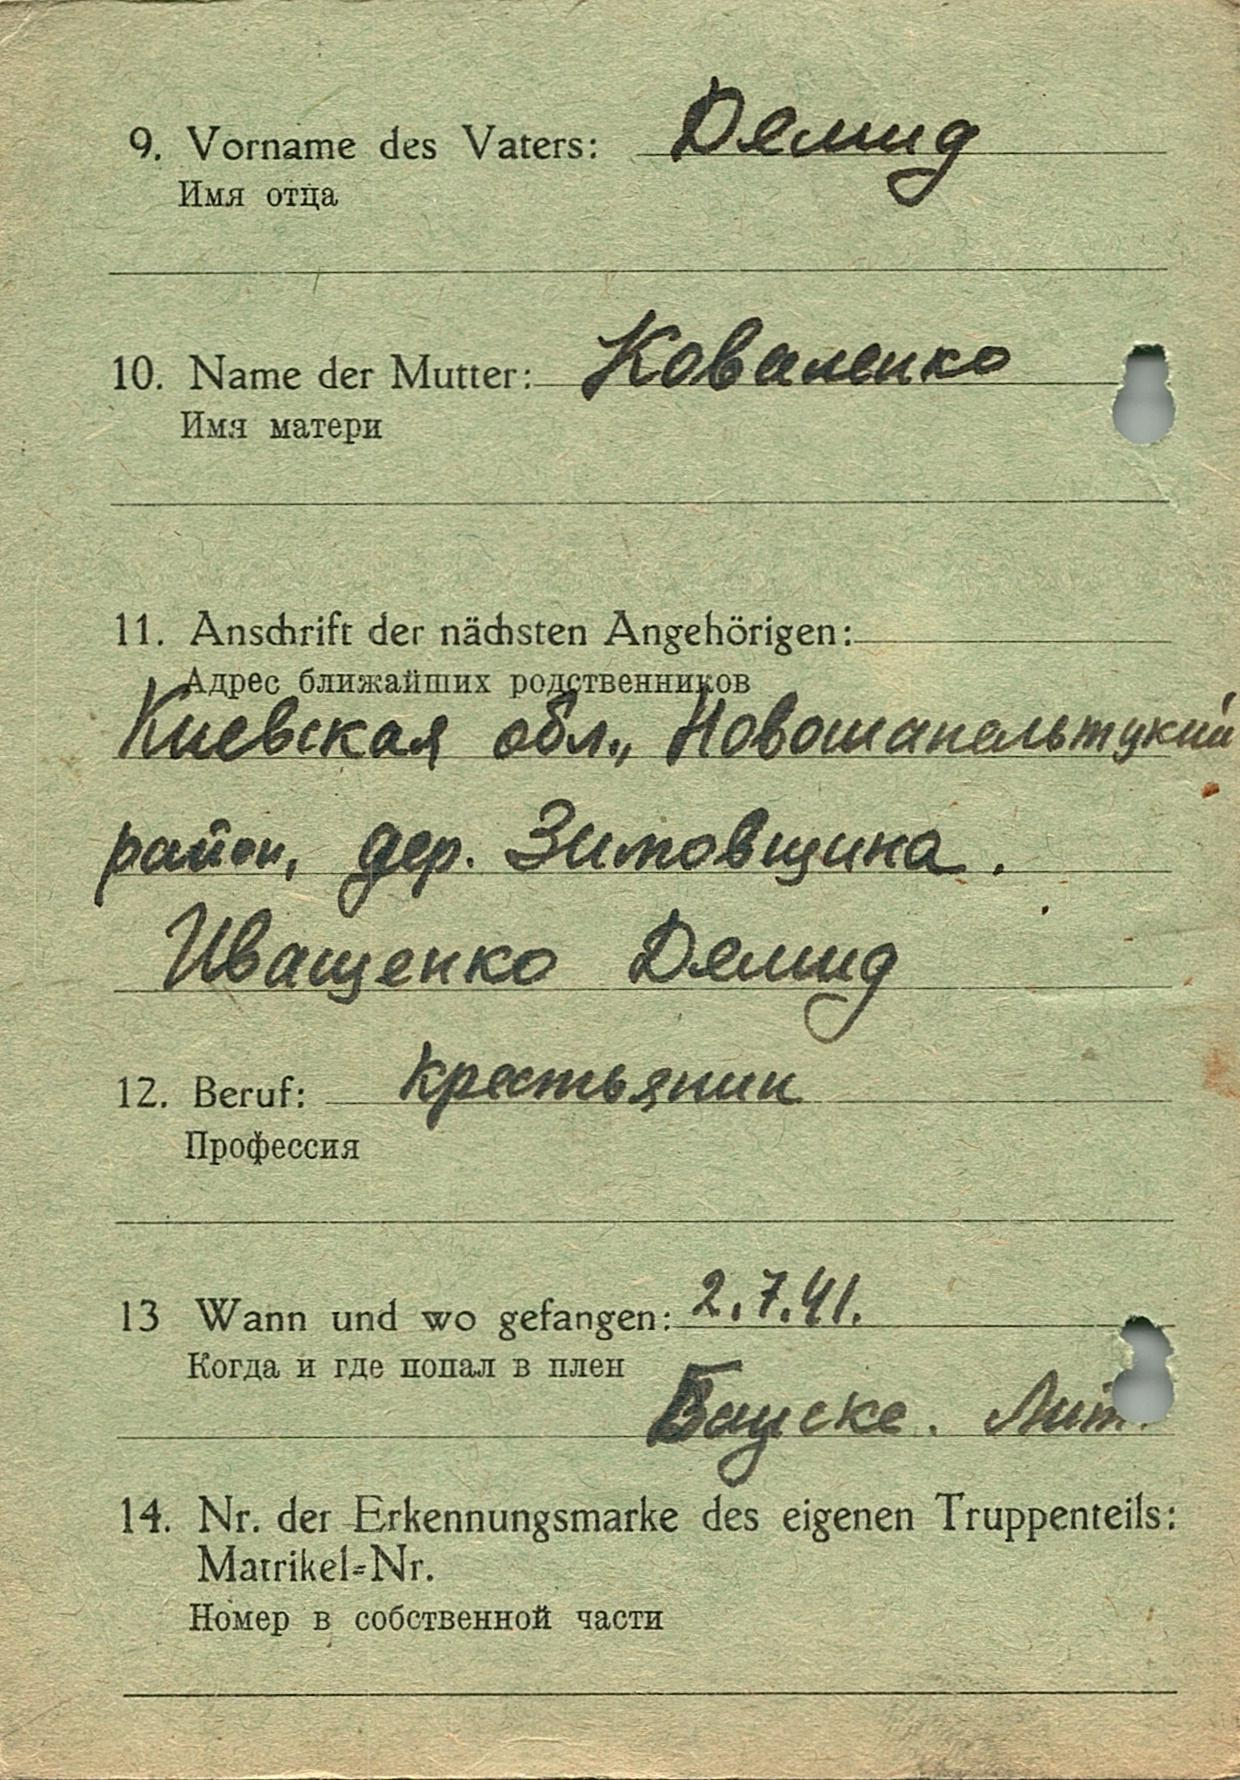 9. Vorname des Vaters: Демид
Имя отца
10. Name der Mutter: Коваленко
Имя матери
11. Anschrift der nächsten Angehörigen:
Адрес ближайших родственников
Киевская обл., Новошапельтукий
район, дер. Зимовщина.
Иващенко Демид
12. Beruf: крестьянин
Профессия
13 Wann und wo gefangen: 2.7.41.
Когда и где попал в плен
Бауске. Лит.
14. Nr. der Erkennungsmarke des eigenen Truppenteils:
Matrikel=Nr.
Номер в собственной части